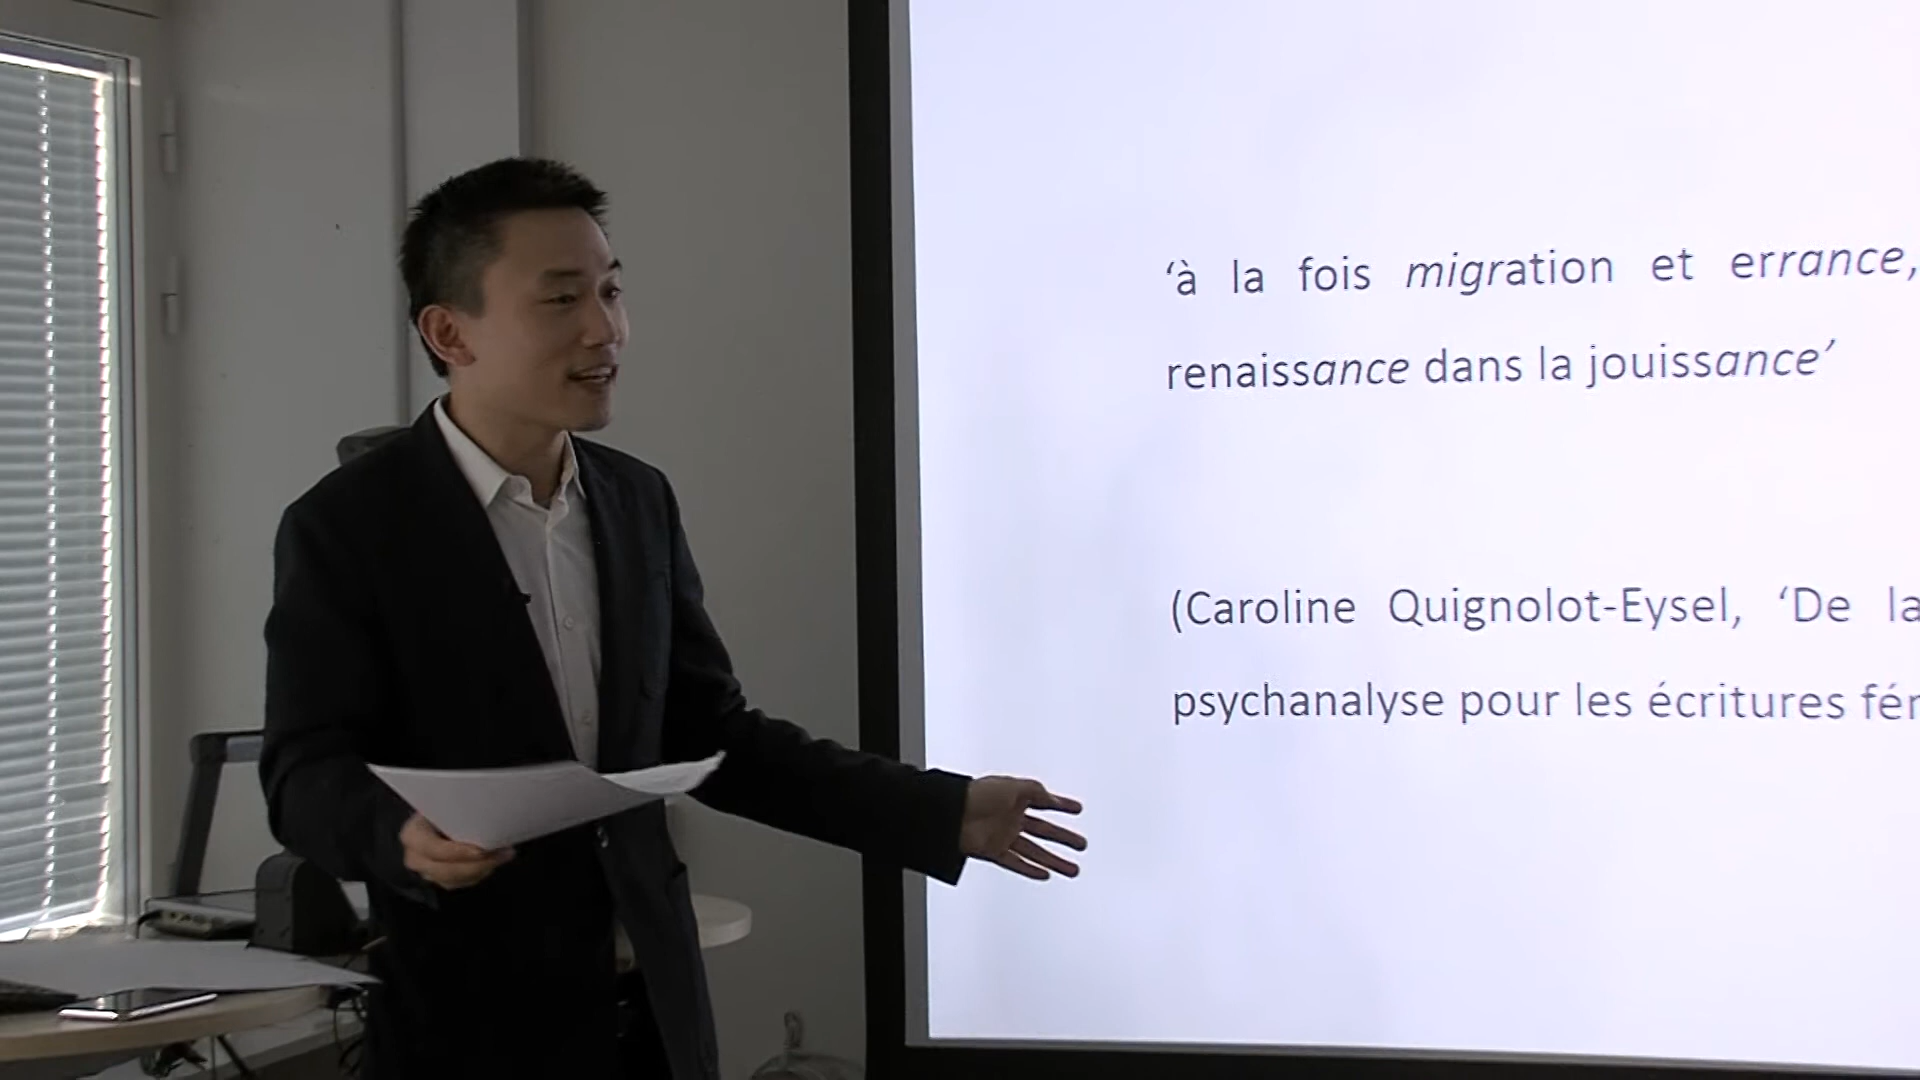 ‘à la fois migration et errance,
renaissance dans la jouissance’
(Caroline Quignolot-Eysel, ‘De la
psychanalyse pour les écritures fé